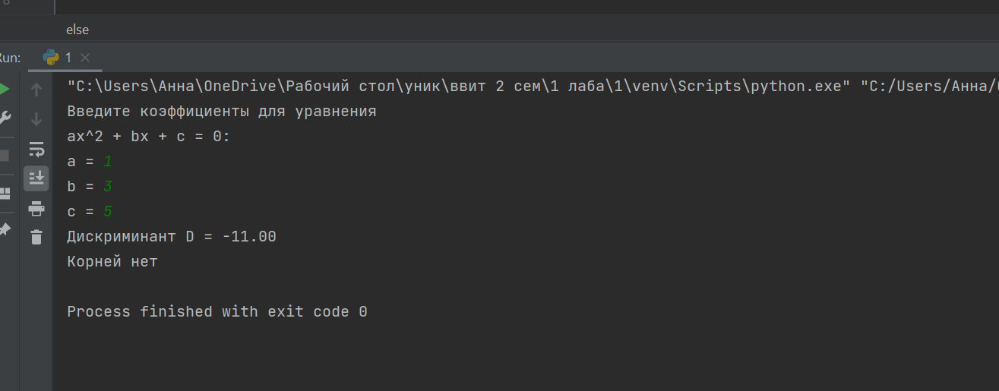 else
Run: 1
"C:\Users\Анна\OneDrive\Рабочий стол\уник\ввит 2 сем\1 лаба\1\venv\Scripts\python.exe" "C:/Users/Анна/
Введите коэффициенты для уравнения
ax^2 + bx + c = 0:
a = 1
b = 3
c = 5
Дискриминант D = -11.00
Корней нет
Process finished with exit code 0